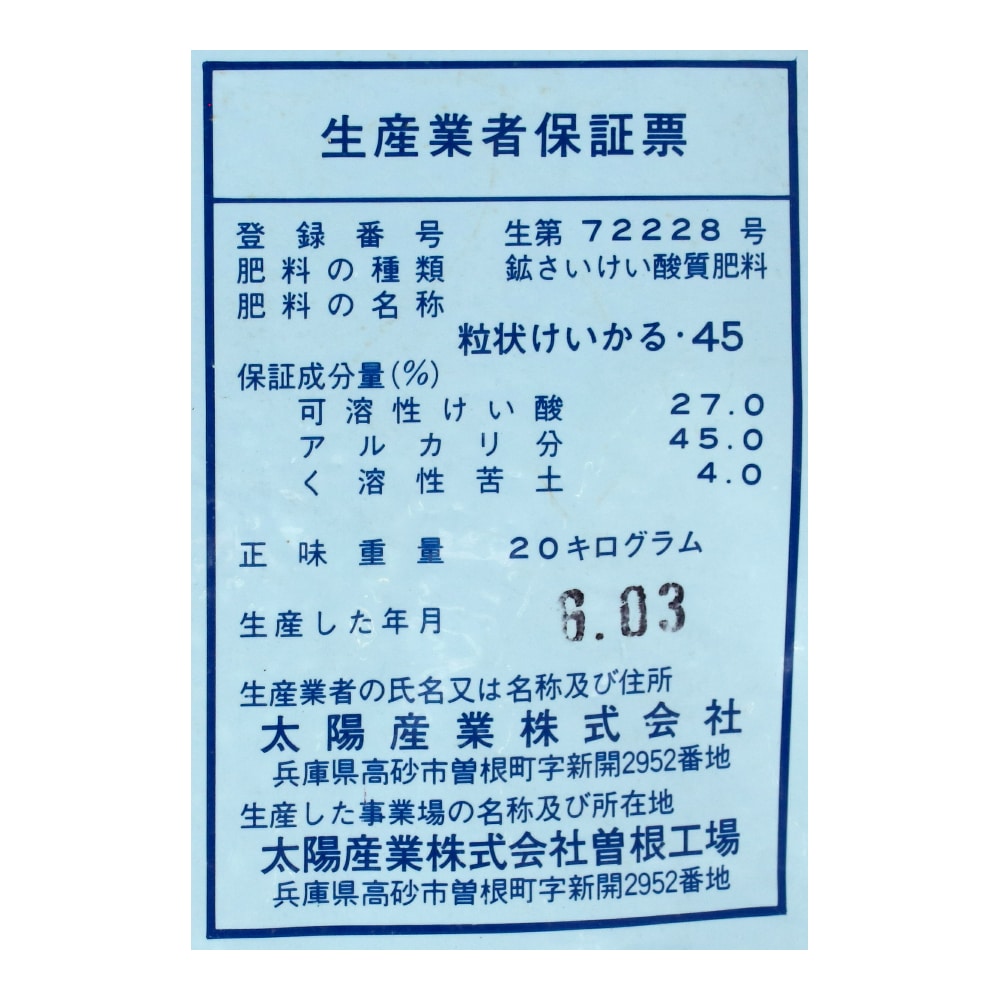 生産業者保証票
登録番号 生第72228号
肥料の種類 鉱さいけい酸質肥料
肥料の名称
粒状けいかる・45
保証成分量(%)
可溶性けい酸 27.0
アルカリ分 45.0
く溶性苦土 4.0
正味重量 20キログラム
生産した年月 6.03
生産業者の氏名又は名称及び住所
太陽産業株式会社
兵庫県高砂市曽根町字新開2952番地
生産した事業場の名称及び所在地
太陽産業株式会社曽根工場
兵庫県高砂市曽根町字新開2952番地